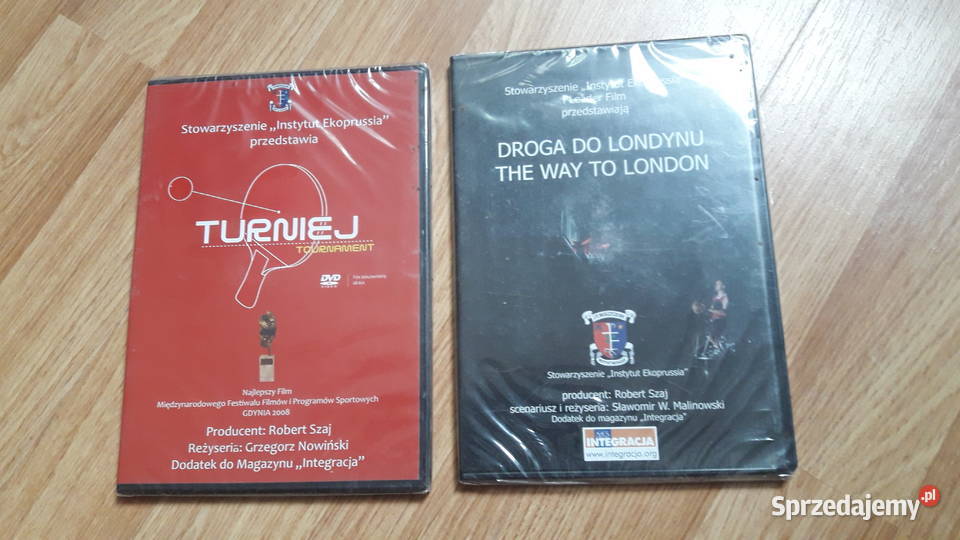 Stowarzyszenie „Instytut Ekoprussia"
przedstawia
TURNIEJ
TOURNAMENT
DVD
VIDEO
Najlepszy Film
Międzynarodowego Festiwalu Filmów i Programów Sportowych
GDYNIA 2008
Producent: Robert Szaj
Reżyseria: Grzegorz Nowiński
Dodatek do Magazynu „Integracja"
Stowarzyszenie „Instytut Ekoprussia"
i Leader Film
przedstawiają
DROGA DO LONDYNU
THE WAY TO LONDON
Stowarzyszenie „Instytut Ekoprussia"
producent: Robert Szaj
scenariusz i reżyseria: Sławomir W. Malinowski
Dodatek do magazynu „Integracja"
INTEGRACJA
www.integracja.org
Sprzedajemy.pl